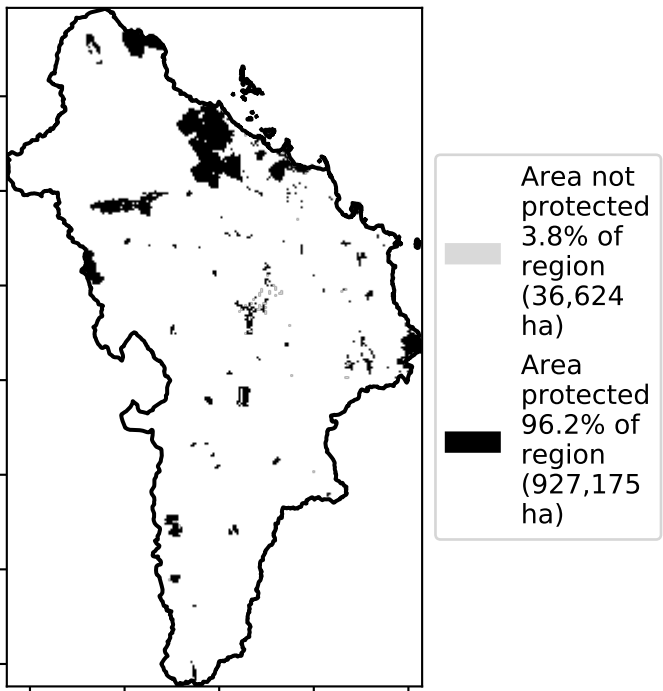 Area not
protected
3.8% of
region
(36,624
ha)
Area
protected
96.2% of
region
(927,175
ha)